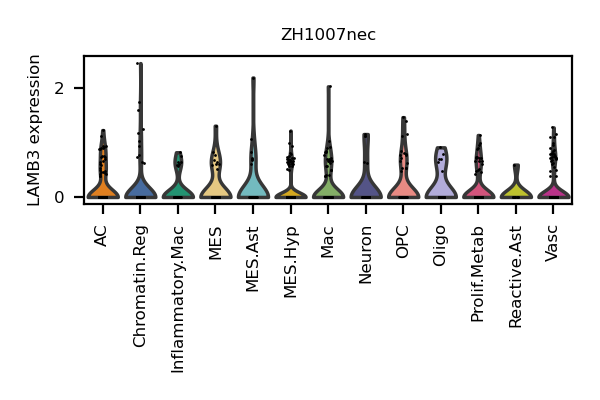 ZH1007nec
LAMB3 expression
2
0
AC
Chromatin.Reg
Inflammatory.Mac
MES
MES.Ast
MES.Hyp
Mac
Neuron
OPC
Oligo
Prolif.Metab
Reactive.Ast
Vasc